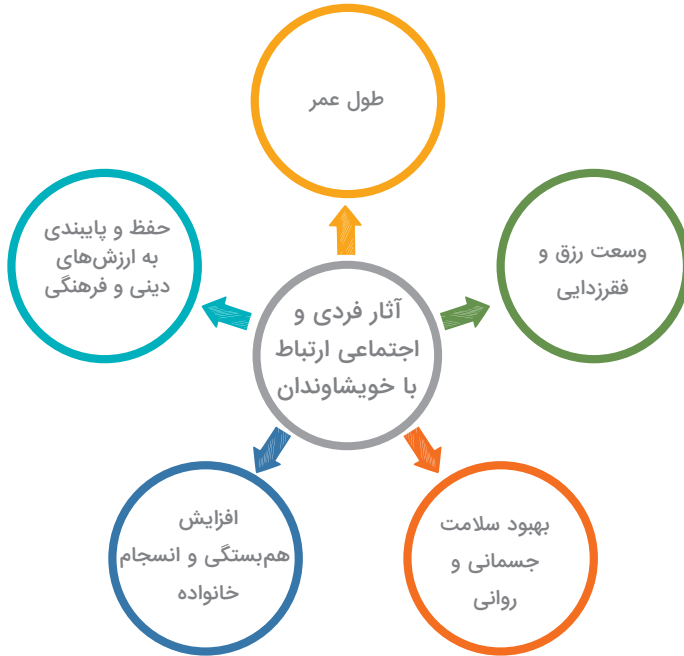 طول عمر
وسعت رزق و
فقرزدایی
حفظ و پایبندی
به ارزش‌های
دینی و فرهنگی
آثار فردی و
اجتماعی ارتباط
با خویشاوندان
بهبود سلامت
جسمانی و
روانی
افزایش
هم‌بستگی و انسجام
خانواده